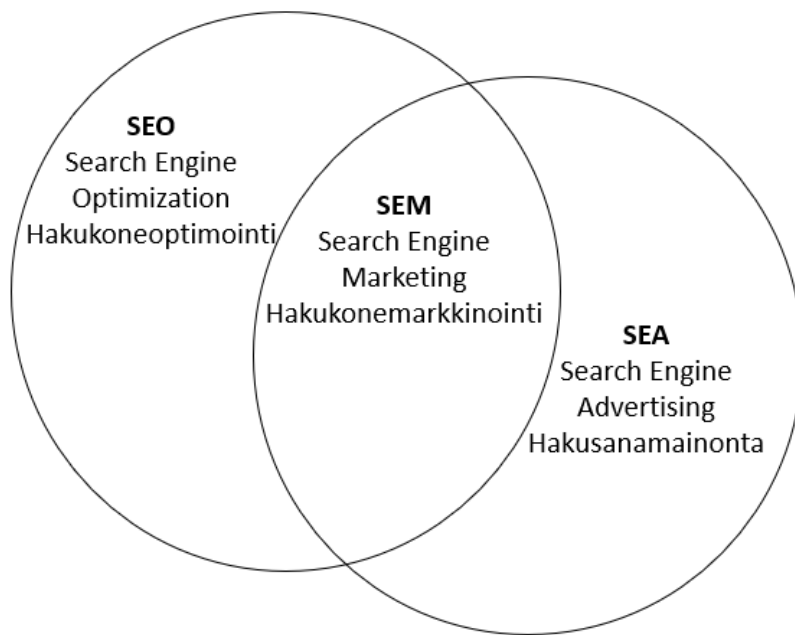 SEO
Search Engine
Optimization
Hakukoneoptimointi
SEM
Search Engine
Marketing
Hakukonemarkkinointi
SEA
Search Engine
Advertising
Hakusanamainonta